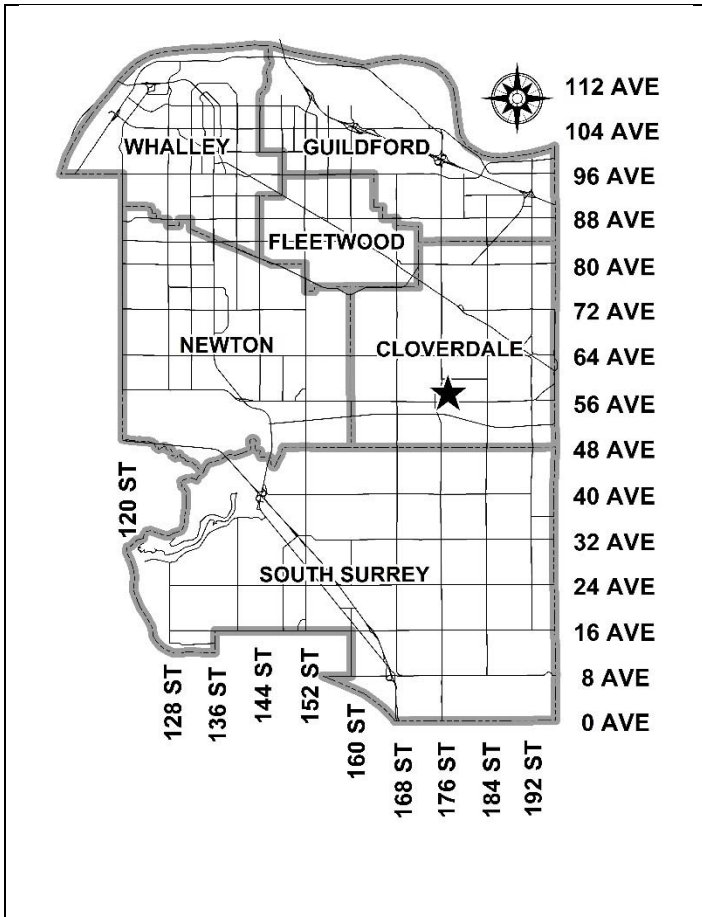 112 AVE
104 AVE
WHALLEY
GUILDFORD
96 AVE
88 AVE
FLEETWOOD
80 AVE
72 AVE
NEWTON
CLOVERDALE
64 AVE
56 AVE
48 AVE
120 ST
40 AVE
32 AVE
SOUTH SURREY
24 AVE
16 AVE
8 AVE
0 AVE
128 ST
136 ST
144 ST
152 ST
160 ST
168 ST
176 ST
184 ST
192 ST